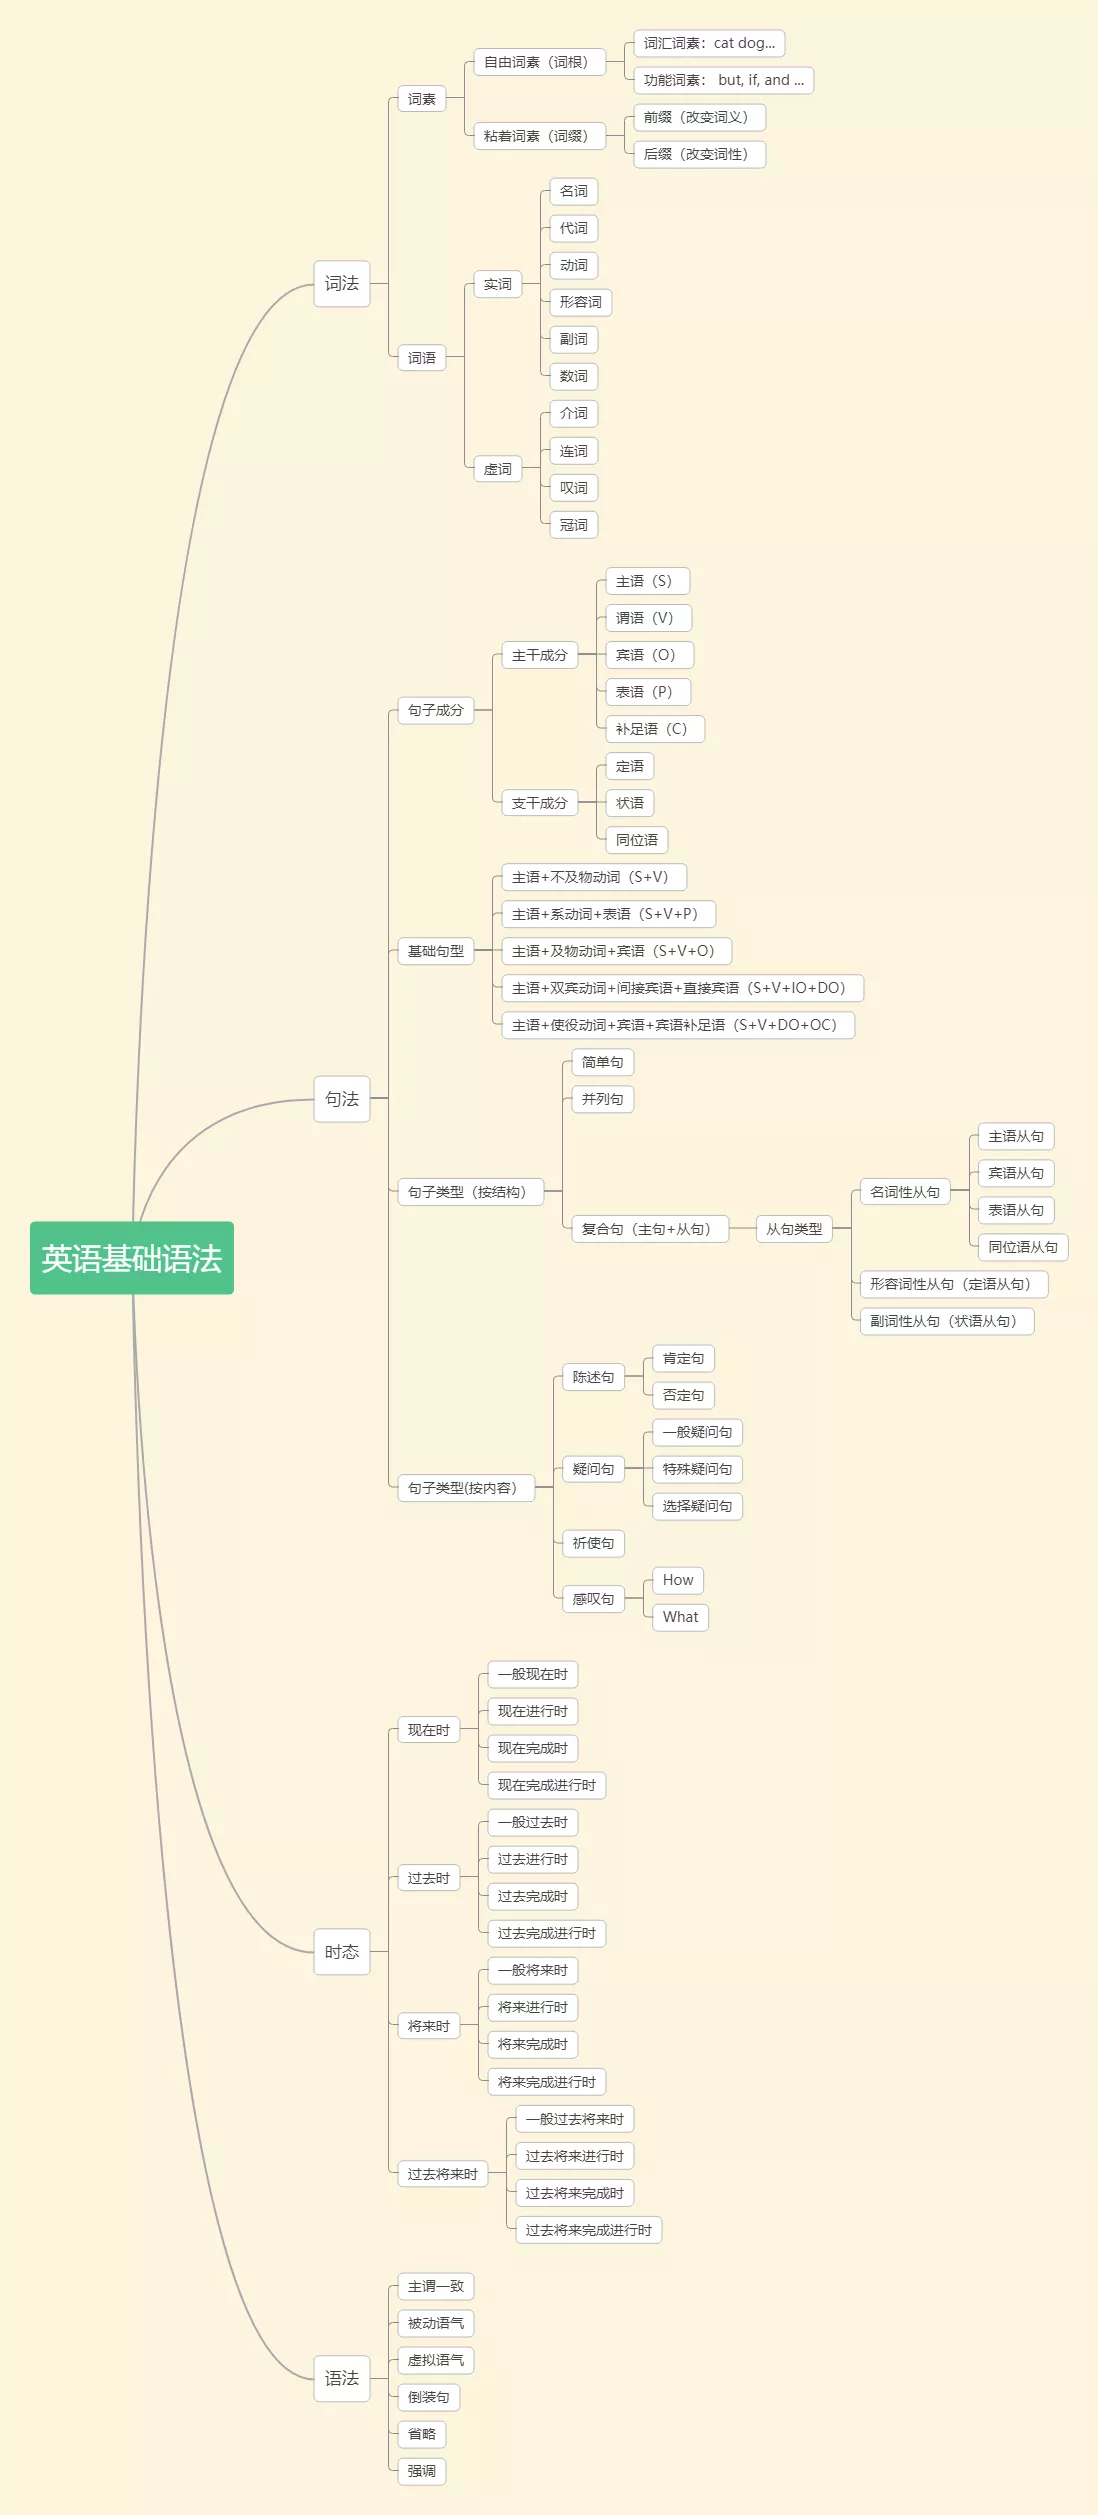 词汇词素：cat dog...
自由词素（词根）
功能词素： but, if, and ...
词素
前缀（改变词义）
粘着词素（词缀）
后缀（改变词性）
名词
代词
动词
词法
实词
形容词
副词
词语
数词
介词
连词
虚词
叹词
冠词
主语（S）
谓语（V）
主干成分
宾语（O）
表语（P）
句子成分
补足语（C）
定语
支干成分
状语
同位语
主语+不及物动词（S+V）
主语+系动词+表语（S+V+P）
基础句型
主语+及物动词+宾语（S+V+O）
主语+双宾动词+间接宾语+直接宾语（S+V+IO+DO）
主语+使役动词+宾语+宾语补足语（S+V+DO+OC）
简单句
句法
并列句
主语从句
句子类型（按结构）
名词性从句
宾语从句
表语从句
复合句（主句+从句）
从句类型
同位语从句
英语基础语法
形容词性从句（定语从句）
副词性从句（状语从句）
肯定句
陈述句
否定句
一般疑问句
疑问句
特殊疑问句
句子类型(按内容）
选择疑问句
祈使句
How
感叹句
What
一般现在时
现在进行时
现在时
现在完成时
现在完成进行时
一般过去时
过去进行时
过去时
过去完成时
过去完成进行时
时态
一般将来时
将来进行时
将来时
将来完成时
将来完成进行时
一般过去将来时
过去将来进行时
过去将来时
过去将来完成时
过去将来完成进行时
主谓一致
被动语气
虚拟语气
语法
倒装句
省略
强调